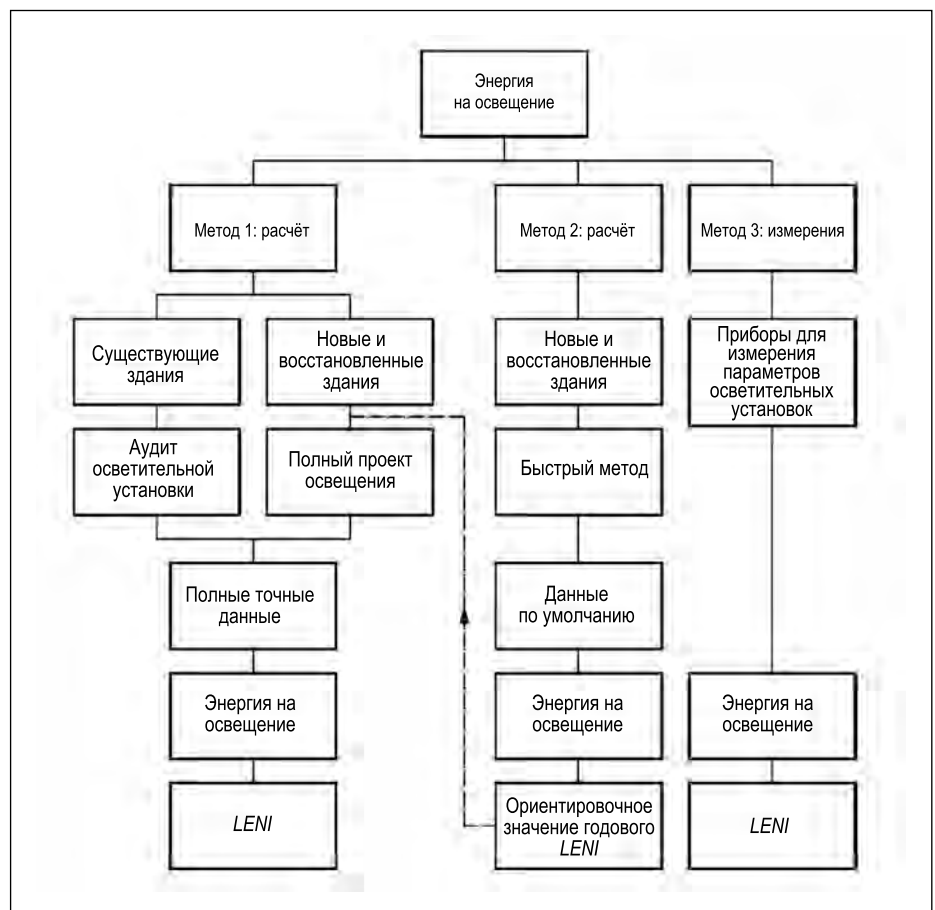 Энергия
на освещение
Метод 1: расчёт
Метод 2: расчёт
Метод 3: измерения
Существующие
здания
Новые и
восстановленные
здания
Новые и
восстановленные
здания
Приборы для
измерения
параметров
осветительных
установок
Аудит
осветительной
установки
Полный проект
освещения
Быстрый метод
Полные точные
данные
Данные
по умолчанию
Энергия на
освещение
Энергия на
освещение
Энергия на
освещение
LENI
Ориентировочное
значение годового
LENI
LENI